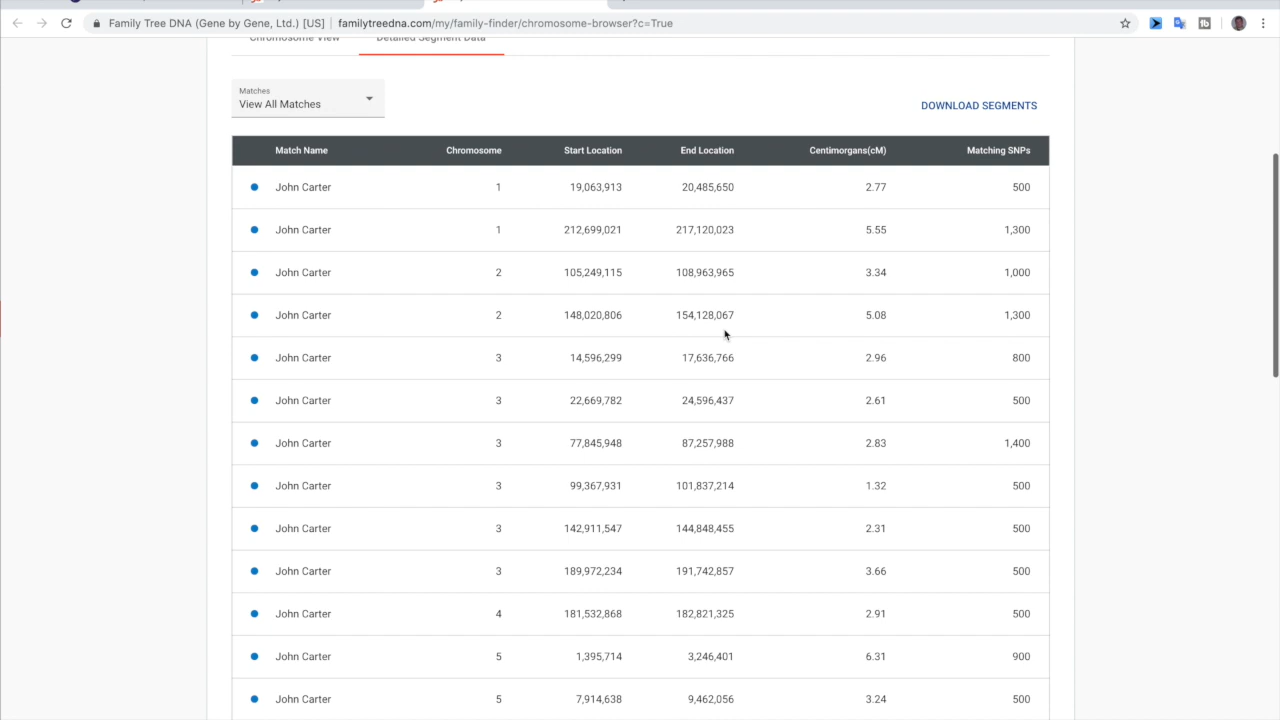 Family Tree DNA (Gene by Gene, Ltd.) [US] familytreedna.com/my/family-finder/chromosome-browser?c=True
Chromosome View Detailed Segment Data
Matches
View All Matches
DOWNLOAD SEGMENTS
Match Name Chromosome Start Location End Location Centimorgans(cM) Matching SNPs
John Carter 1 19,063,913 20,485,650 2.77 500
John Carter 1 212,699,021 217,120,023 5.55 1,300
John Carter 2 105,249,115 108,963,965 3.34 1,000
John Carter 2 148,020,806 154,128,067 5.08 1,300
John Carter 3 14,596,299 17,636,766 2.96 800
John Carter 3 22,669,782 24,596,437 2.61 500
John Carter 3 77,845,948 87,257,988 2.83 1,400
John Carter 3 99,367,931 101,837,214 1.32 500
John Carter 3 142,911,547 144,848,455 2.31 500
John Carter 3 189,972,234 191,742,857 3.66 500
John Carter 4 181,532,868 182,821,325 2.91 500
John Carter 5 1,395,714 3,246,401 6.31 900
John Carter 5 7,914,638 9,462,056 3.24 500